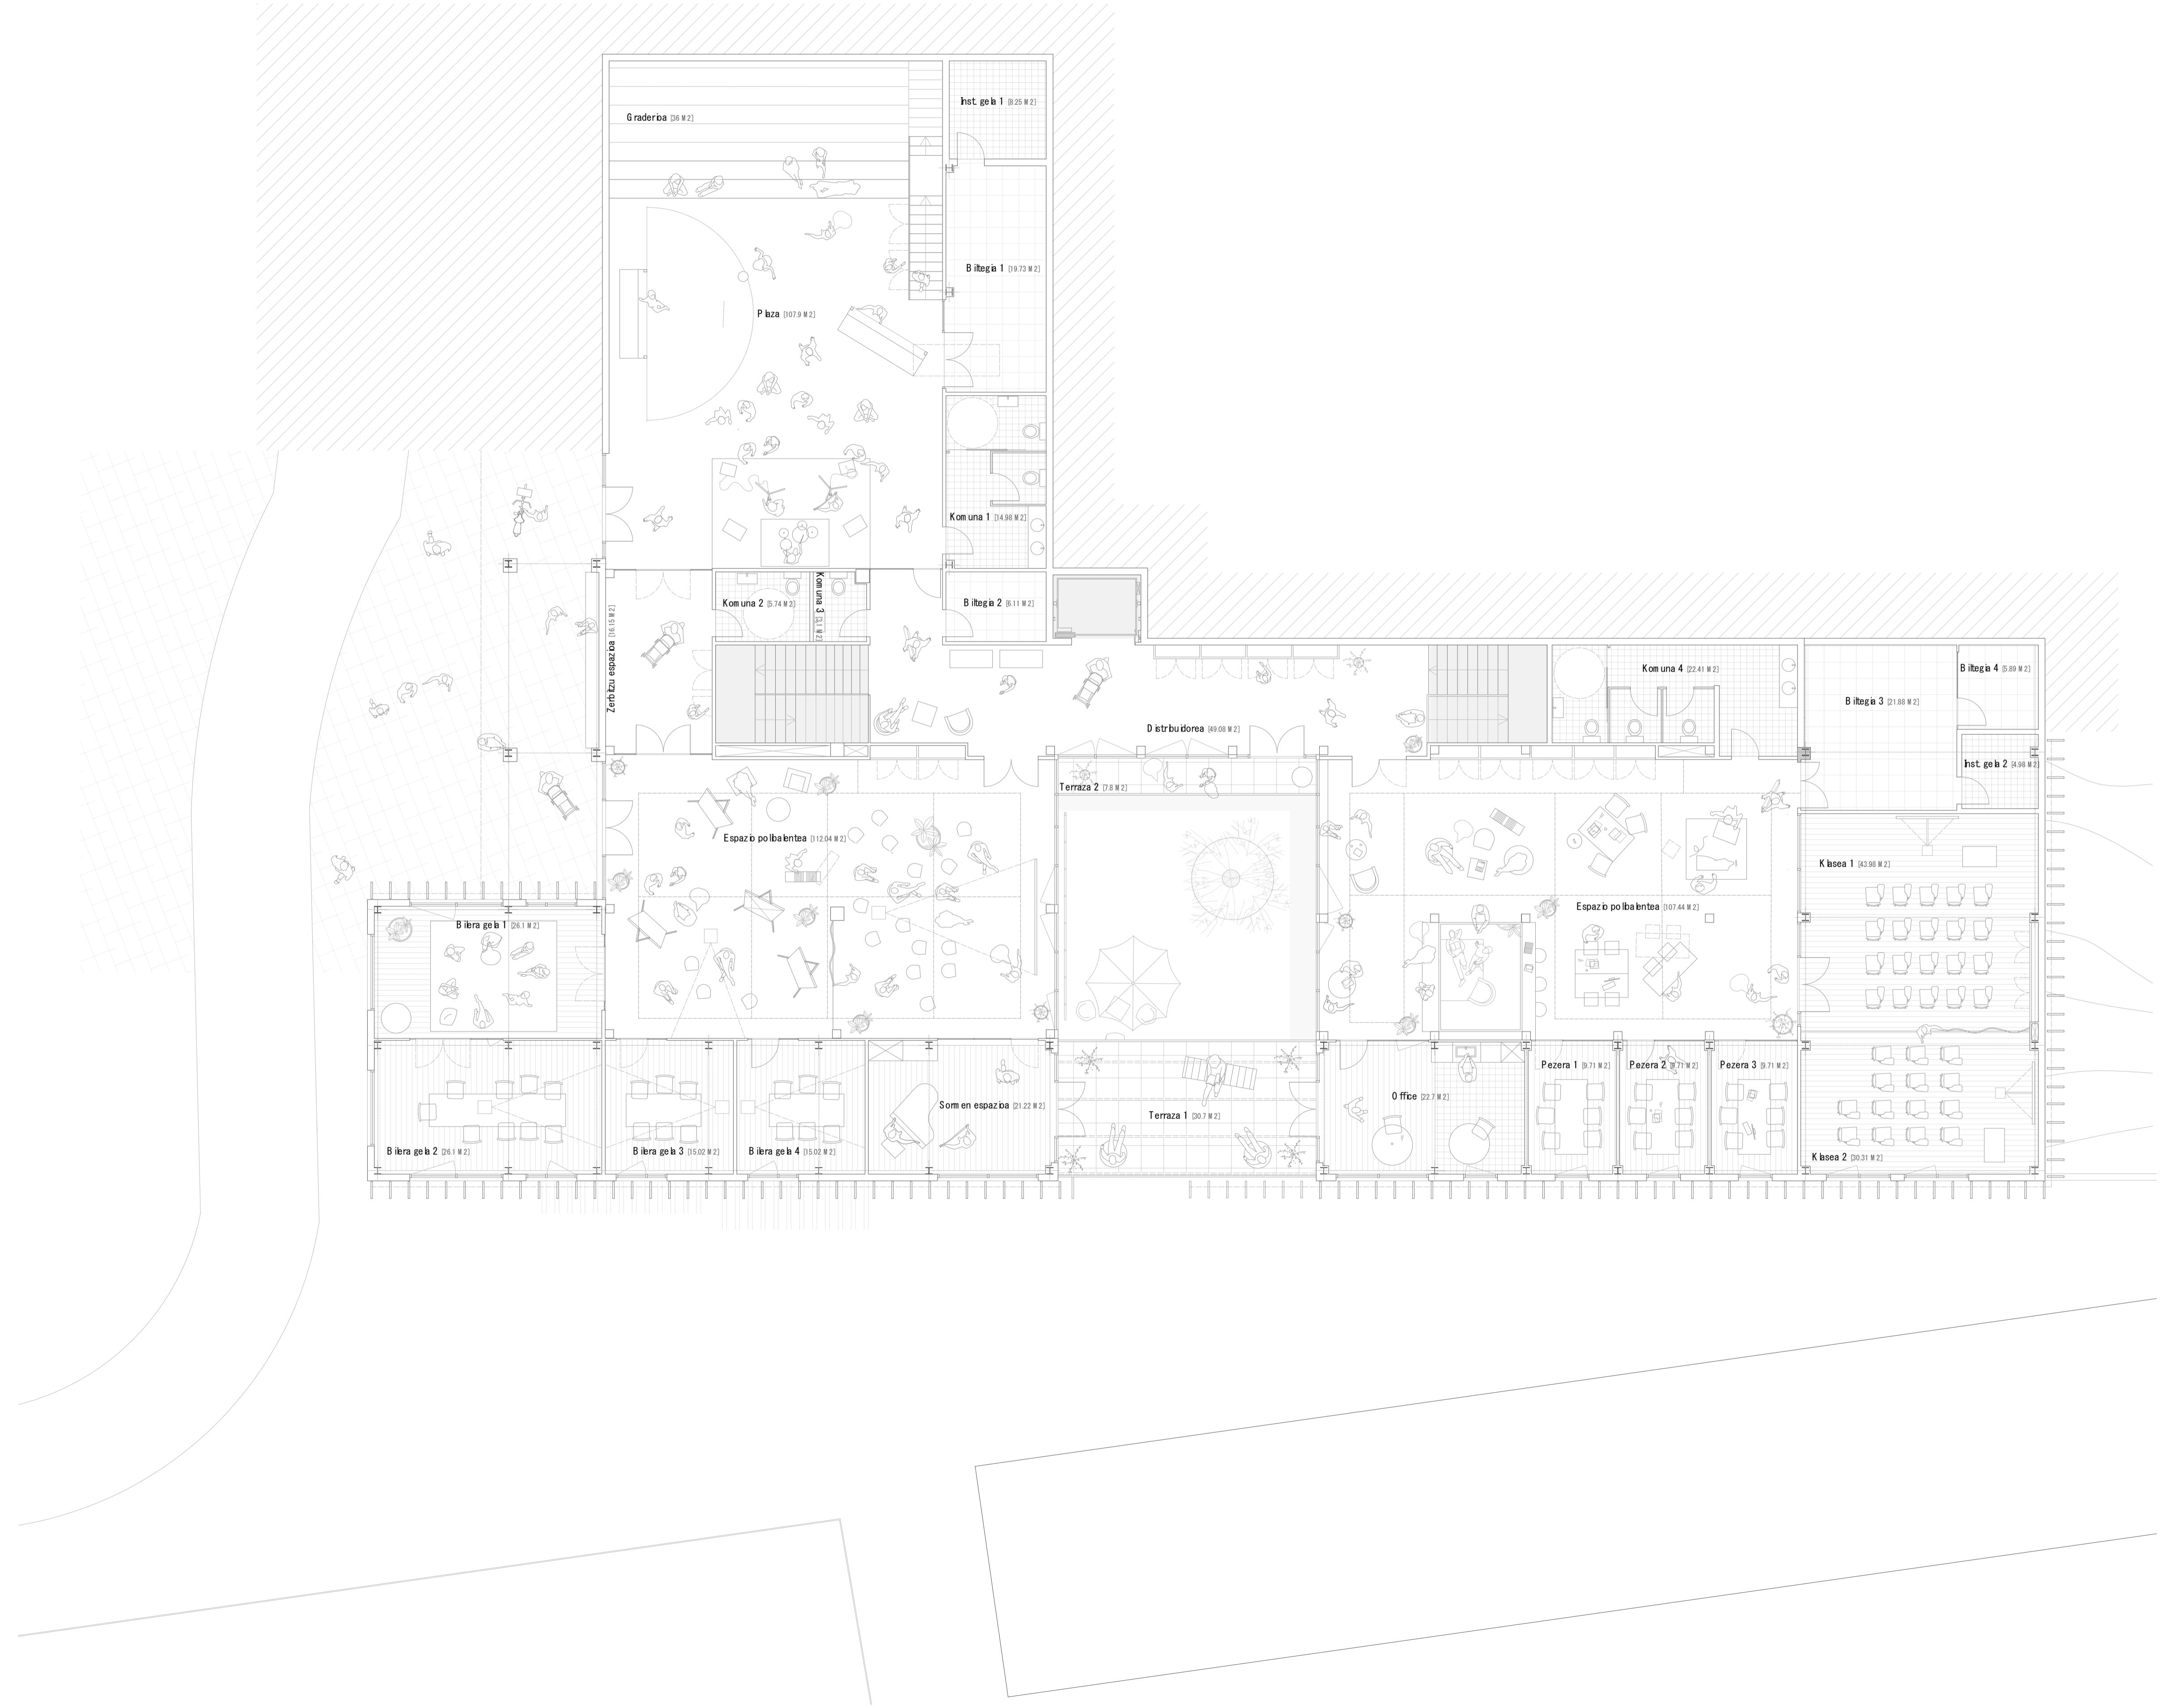 Inst. gela 1 [8.25 M2]
Graderioa [36 M2]
Biltegia 1 [19.73 M2]
Plaza [107.9 M2]
Komuna 1 [14.98 M2]
Komuna 2 [5.74 M2]
Komuna 3 [3.1 M2]
Biltegia 2 [6.11 M2]
Zerbitzu espazioa [16.15 M2]
Komuna 4 [22.41 M2]
Biltegia 4 [5.89 M2]
Biltegia 3 [21.88 M2]
Distribuidorea [49.08 M2]
Inst. gela 2 [4.98 M2]
Terraza 2 [7.8 M2]
Espazio polibalentea [112.04 M2]
Klasea 1 [43.98 M2]
Espazio polibalentea [107.44 M2]
Bilera gela 1 [26.1 M2]
Pezera 1 [9.71 M2]
Pezera 2 [9.71 M2]
Pezera 3 [9.71 M2]
Office [22.7 M2]
Sormen espazioa [21.22 M2]
Terraza 1 [30.7 M2]
Bilera gela 2 [26.1 M2]
Bilera gela 3 [15.02 M2]
Bilera gela 4 [15.02 M2]
Klasea 2 [30.31 M2]